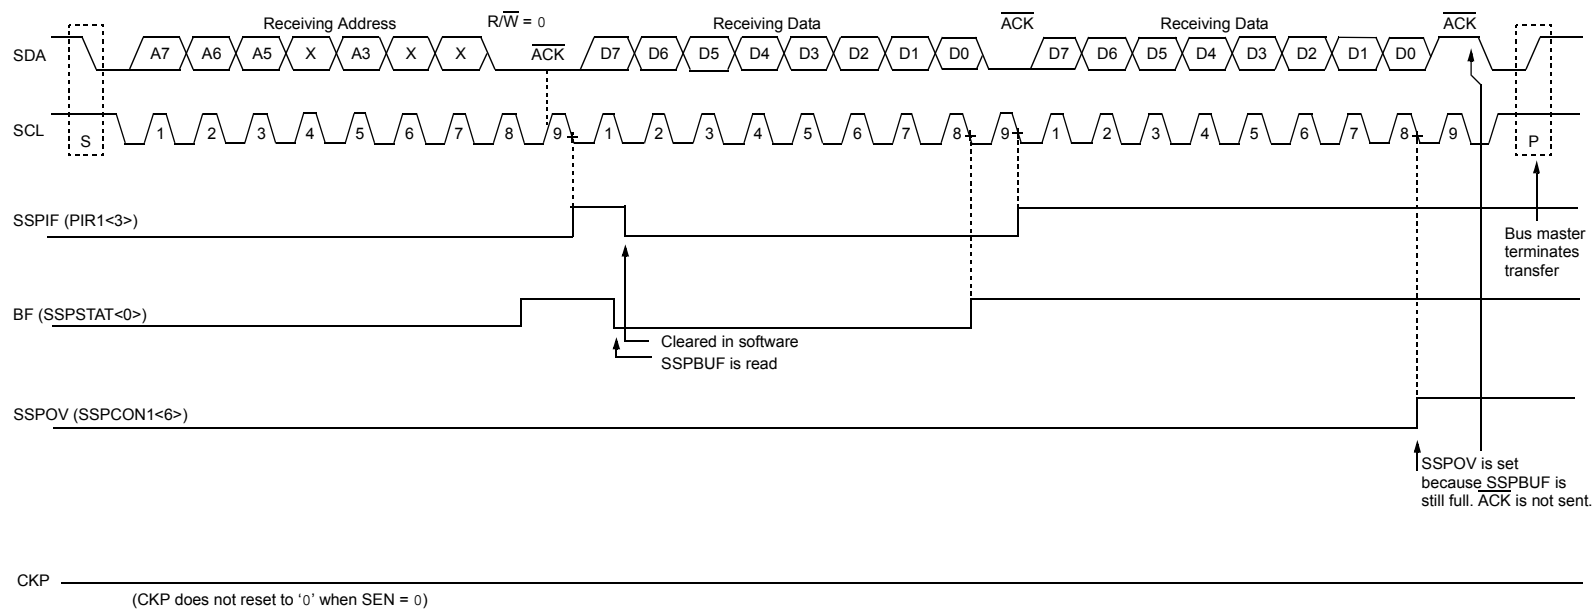 Receiving Address R/W̅ = 0 Receiving Data A̅C̅K̅ Receiving Data A̅C̅K̅
SDA A7 A6 A5 X A3 X X A̅C̅K̅ D7 D6 D5 D4 D3 D2 D1 D0 D7 D6 D5 D4 D3 D2 D1 D0
SCL S 1 2 3 4 5 6 7 8 9 1 2 3 4 5 6 7 8 9 1 2 3 4 5 6 7 8 9 P
SSPIF (PIR1<3>)
Bus master
terminates
transfer
BF (SSPSTAT<0>)
Cleared in software
SSPBUF is read
SSPOV (SSPCON1<6>)
SSPOV is set
because SSPBUF is
still full. A̅C̅K̅ is not sent.
CKP
(CKP does not reset to ‘0’ when SEN = 0)